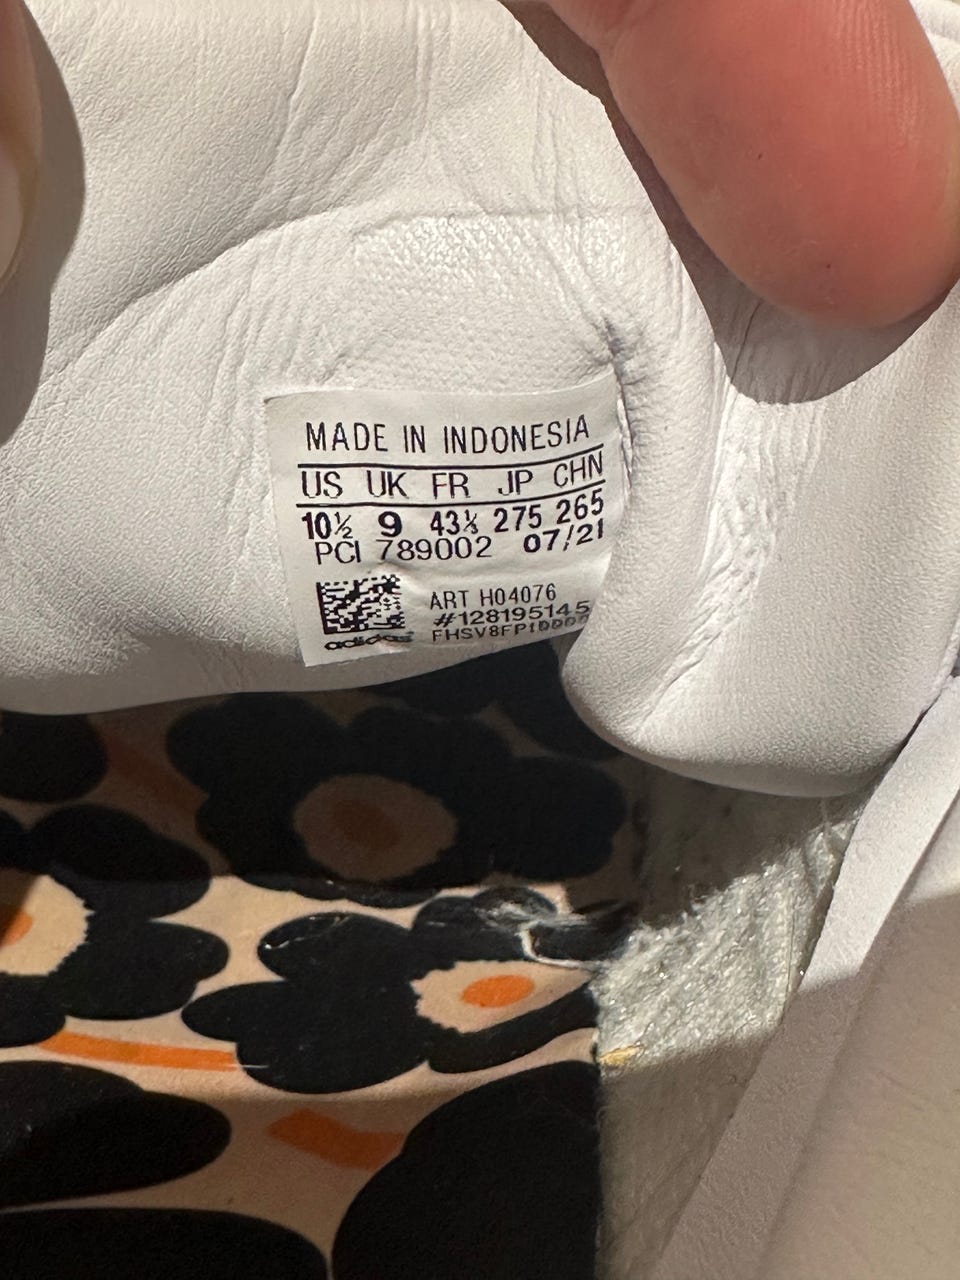 MADE IN INDONESIA
US UK FR JP CHN
10½ 9 43⅓ 275 265
PCI 789002 07/21
ART H04076
#128195145
adidas